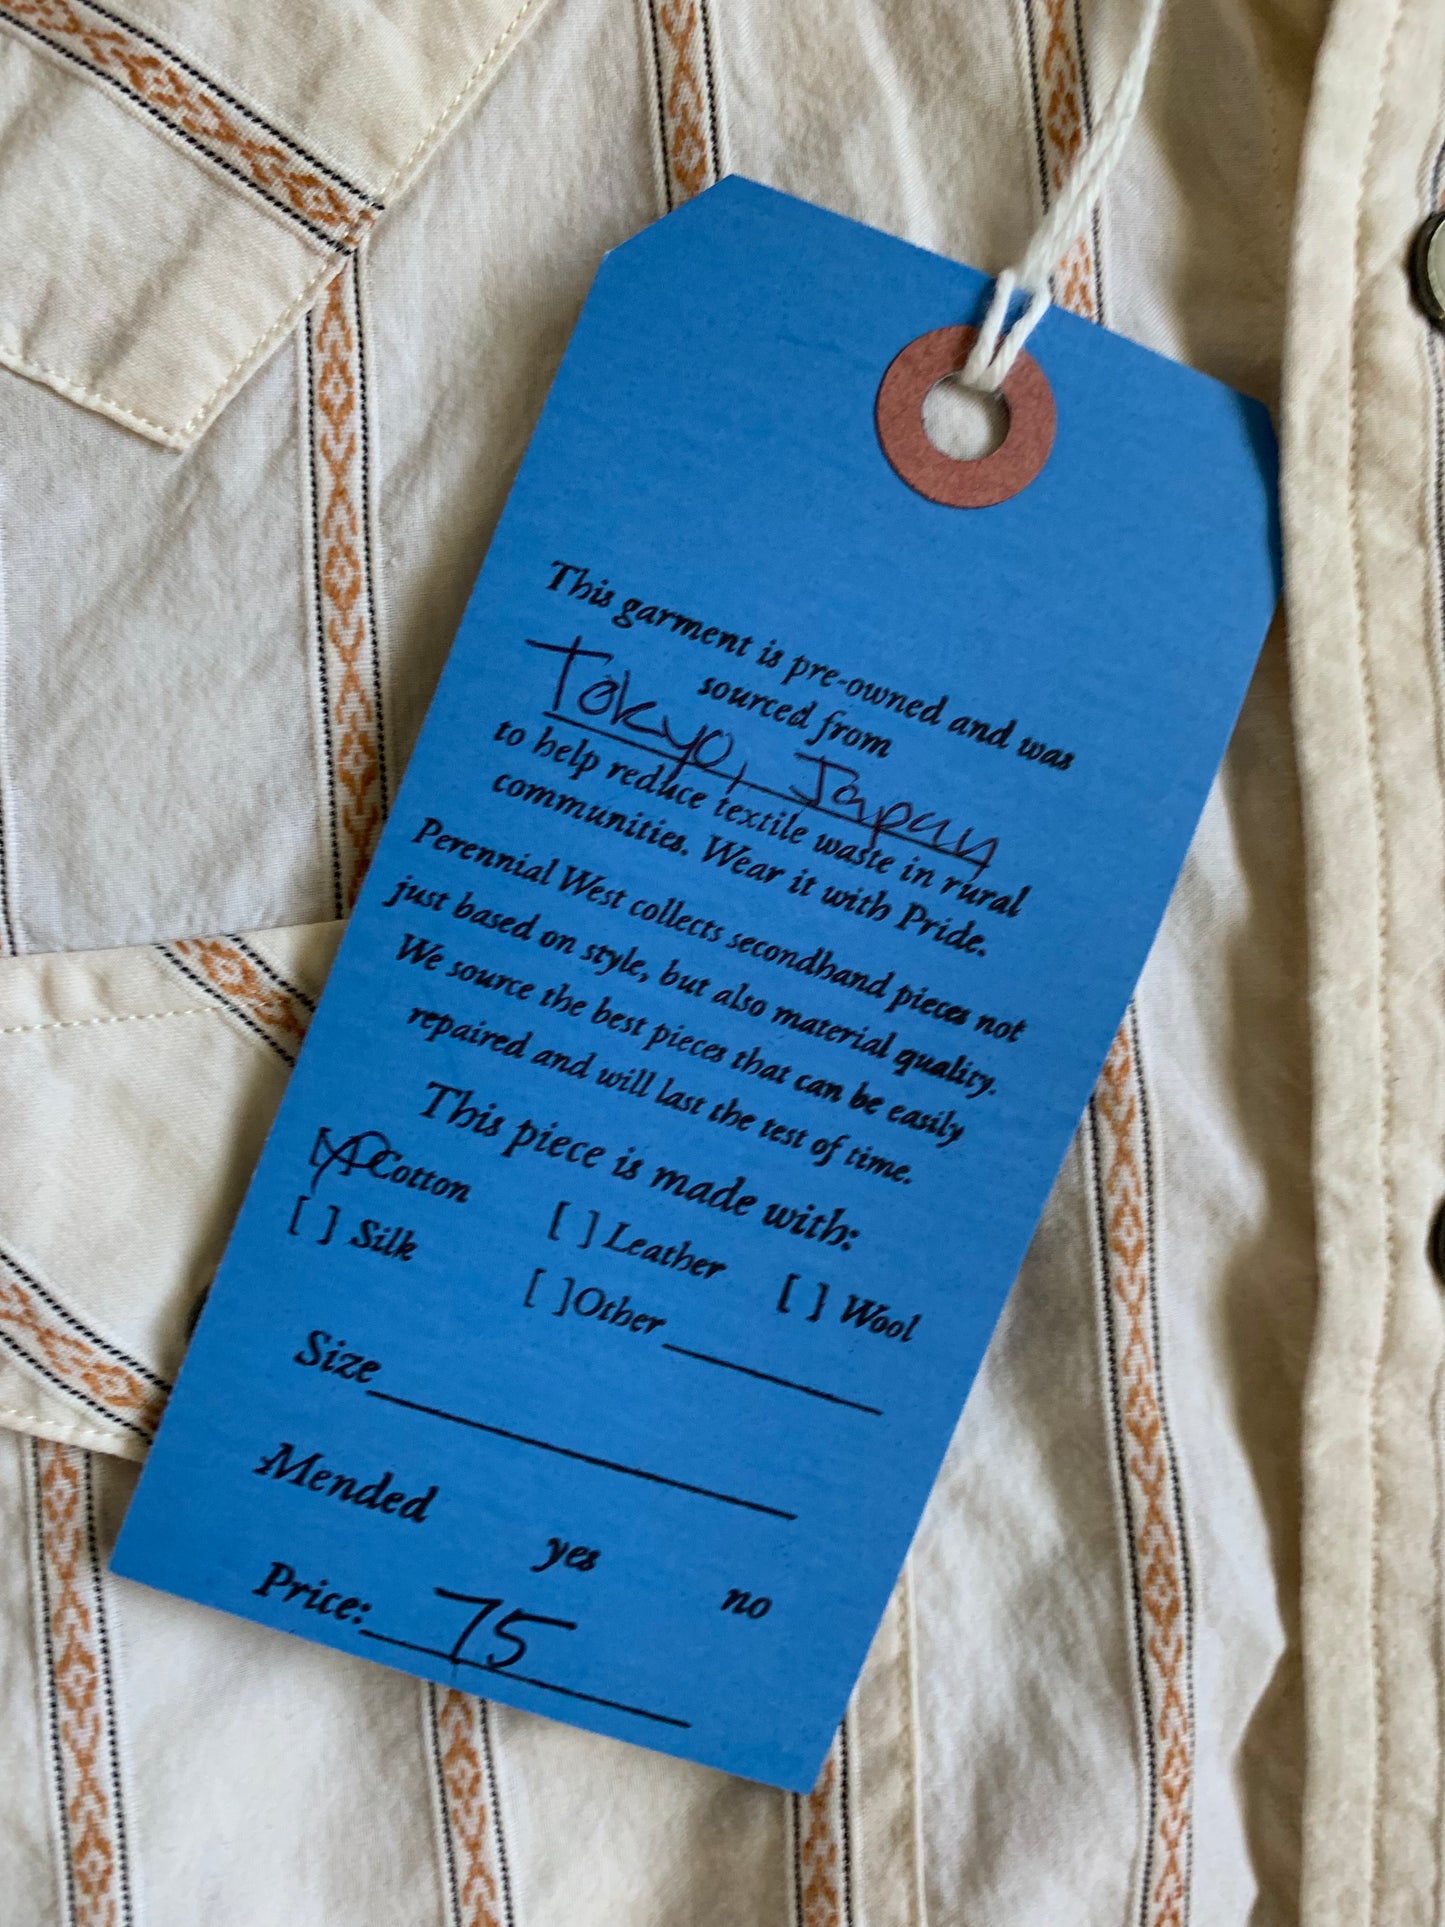 This garment is pre-owned and was
sourced from
Tokyo, Japan
to help reduce textile waste in rural
communities. Wear it with Pride.
Perennial West collects secondhand pieces not
just based on style, but also material quality.
We source the best pieces that can be easily
repaired and will last the test of time.
This piece is made with:
[X] Cotton [ ] Leather [ ] Wool
[ ] Silk [ ]Other
Size
Mended yes no
Price: 75